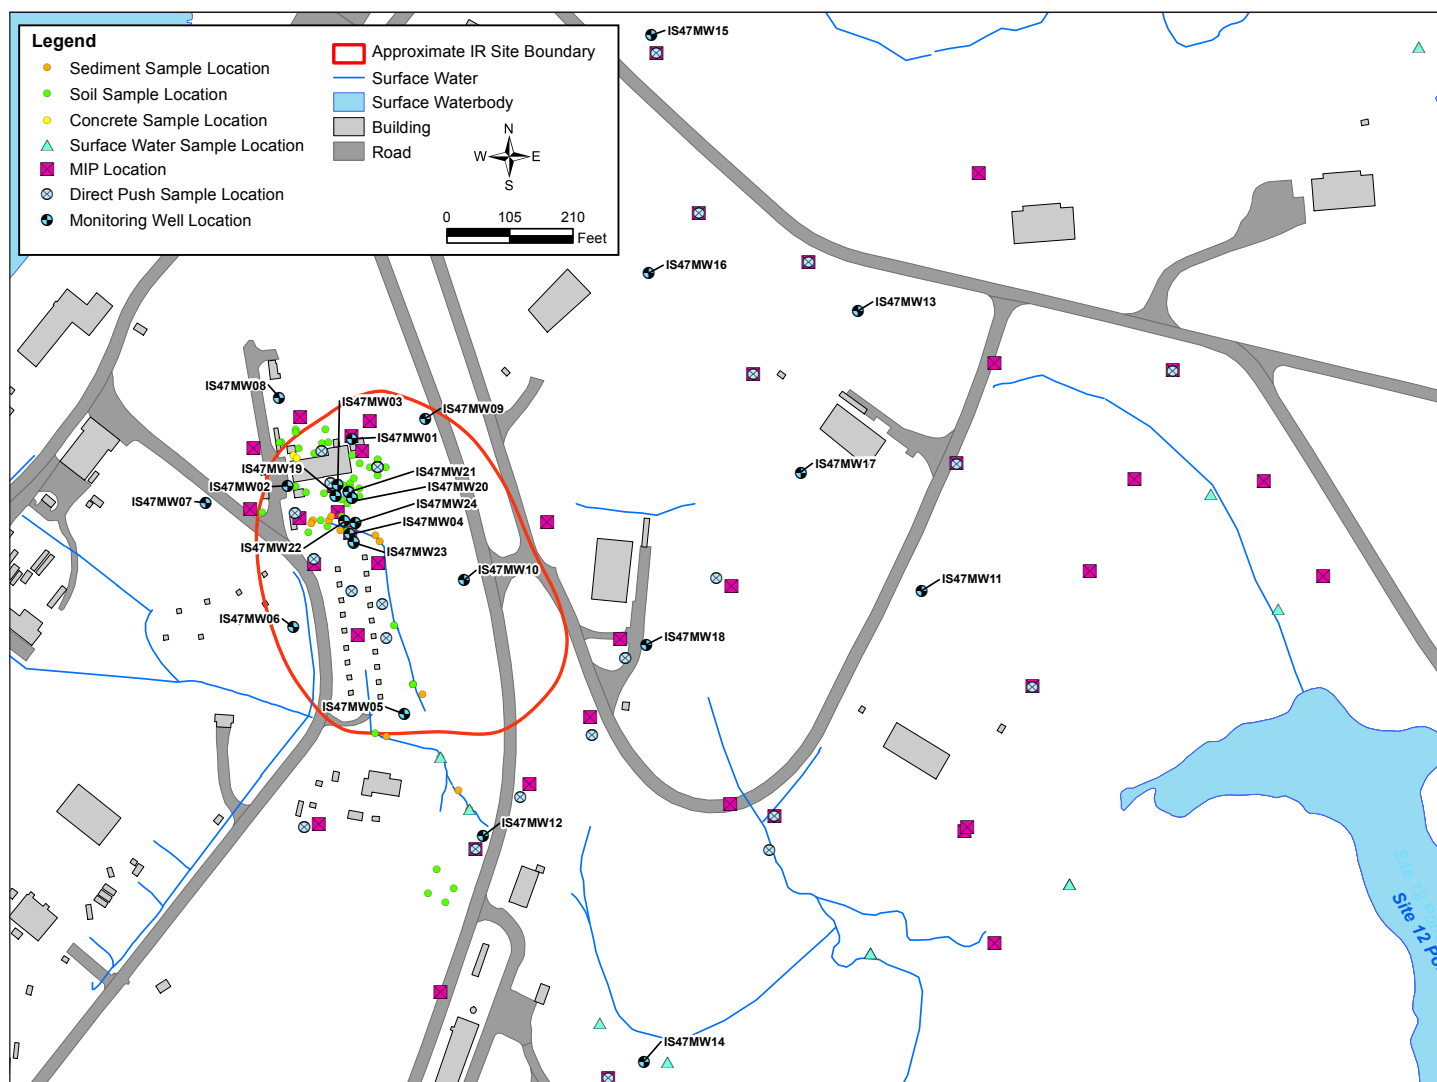 Legend
Sediment Sample Location
Soil Sample Location
Concrete Sample Location
Surface Water Sample Location
MIP Location
Direct Push Sample Location
Monitoring Well Location
Approximate IR Site Boundary
Surface Water
Surface Waterbody
Building
Road
N
W E
S
0 105 210
Feet
IS47MW15
IS47MW16
IS47MW13
IS47MW08
IS47MW03
IS47MW09
IS47MW01
IS47MW19
IS47MW21
IS47MW17
IS47MW02
IS47MW20
IS47MW07
IS47MW24
IS47MW04
IS47MW22
IS47MW23
IS47MW10
IS47MW11
IS47MW06
IS47MW18
IS47MW05
IS47MW12
IS47MW14
Site 12 Po
Site 12 Po